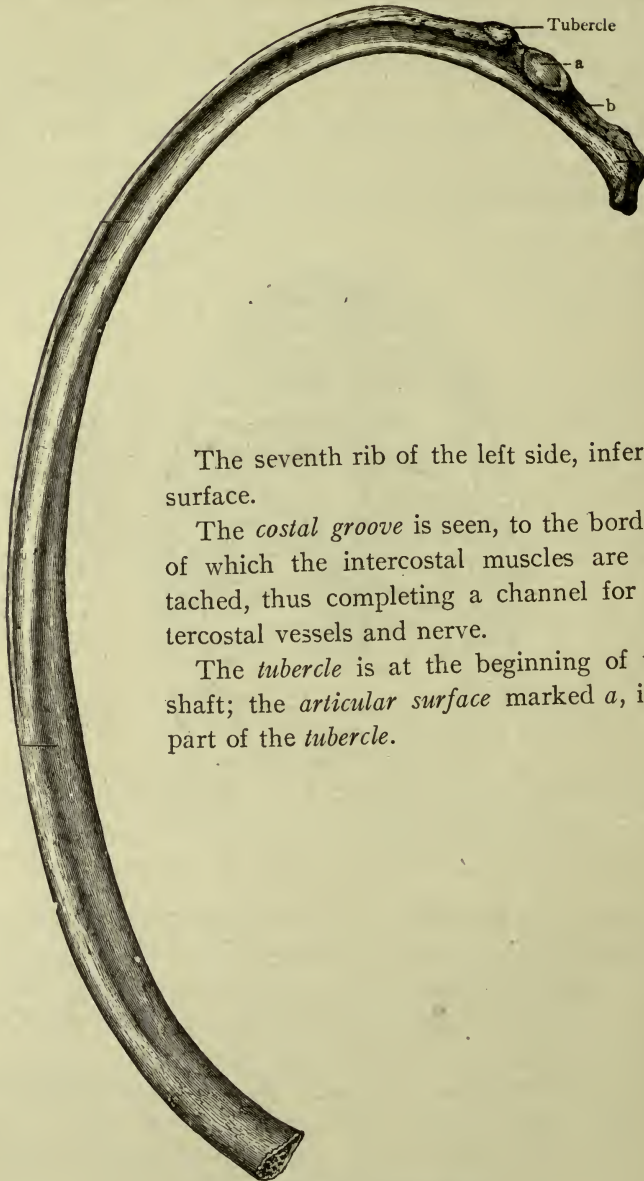 Tubercle
a
b
The seventh rib of the left side, infer
surface.
The costal groove is seen, to the bord
of which the intercostal muscles are
tached, thus completing a channel for
tercostal vessels and nerve.
The tubercle is at the beginning of
shaft; the articular surface marked a, i
part of the tubercle.